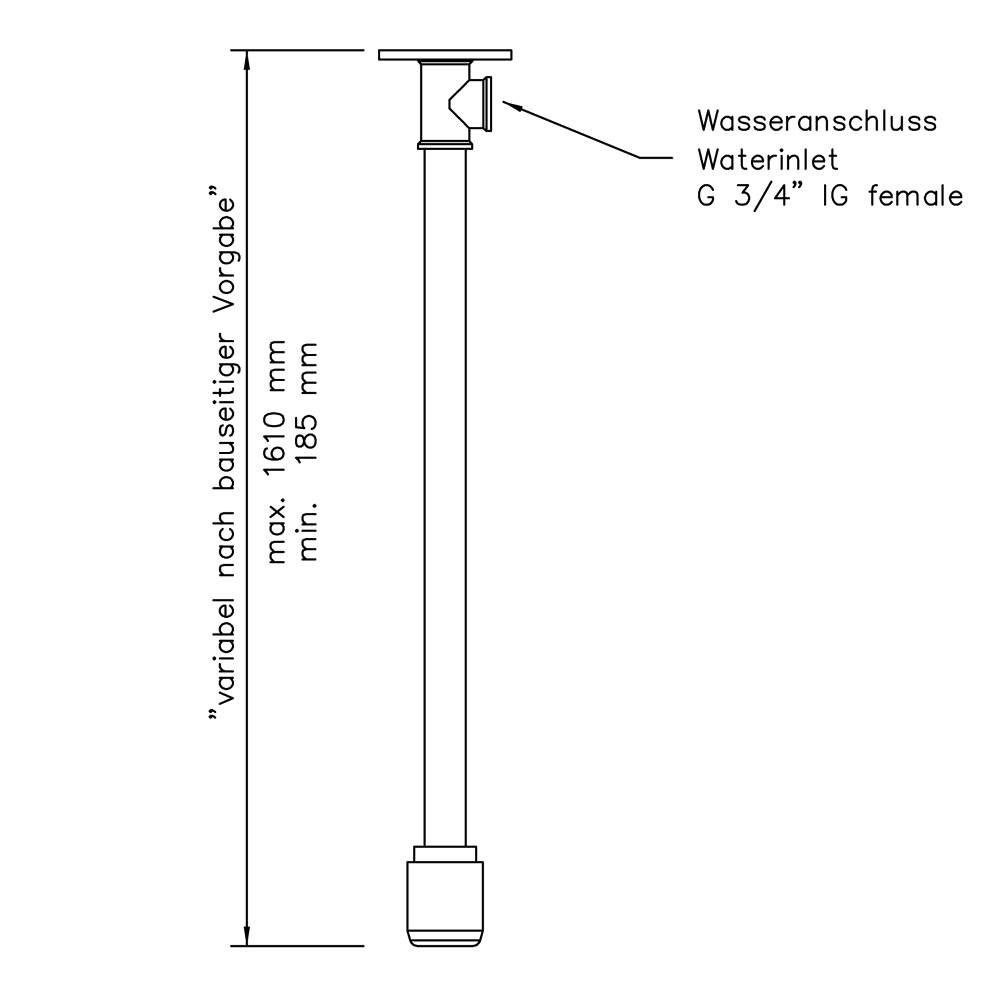 Wasseranschluss
Waterinlet
G 3/4” IG female
”variabel nach bauseitiger Vorgabe”
max. 1610 mm
min. 185 mm